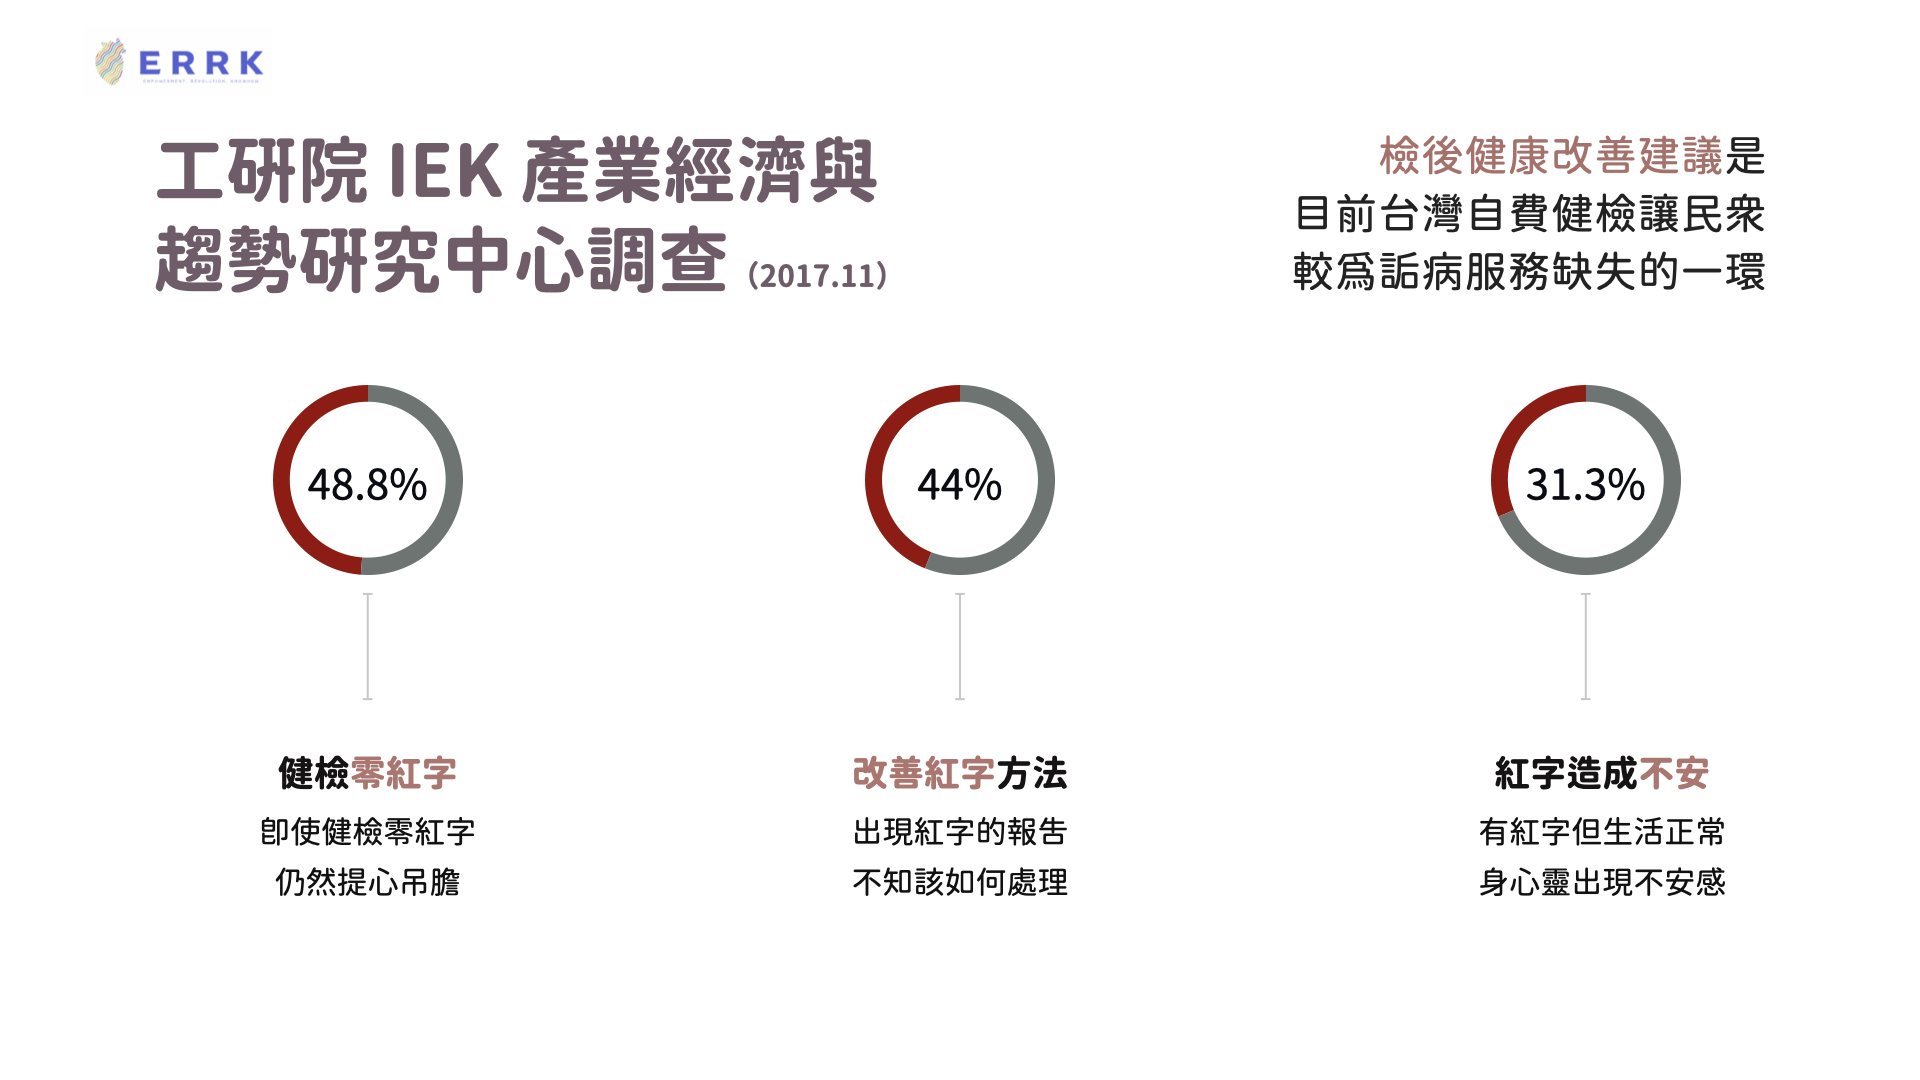 ERRK
工研院 IEK 產業經濟與
趨勢研究中心調查 (2017.11)
檢後健康改善建議是
目前台灣自費健檢讓民眾
較為詬病服務缺失的一環
48.8%
44%
31.3%
健檢零紅字
即使健檢零紅字
仍然提心吊膽
改善紅字方法
出現紅字的報告
不知該如何處理
紅字造成不安
有紅字但生活正常
身心靈出現不安感